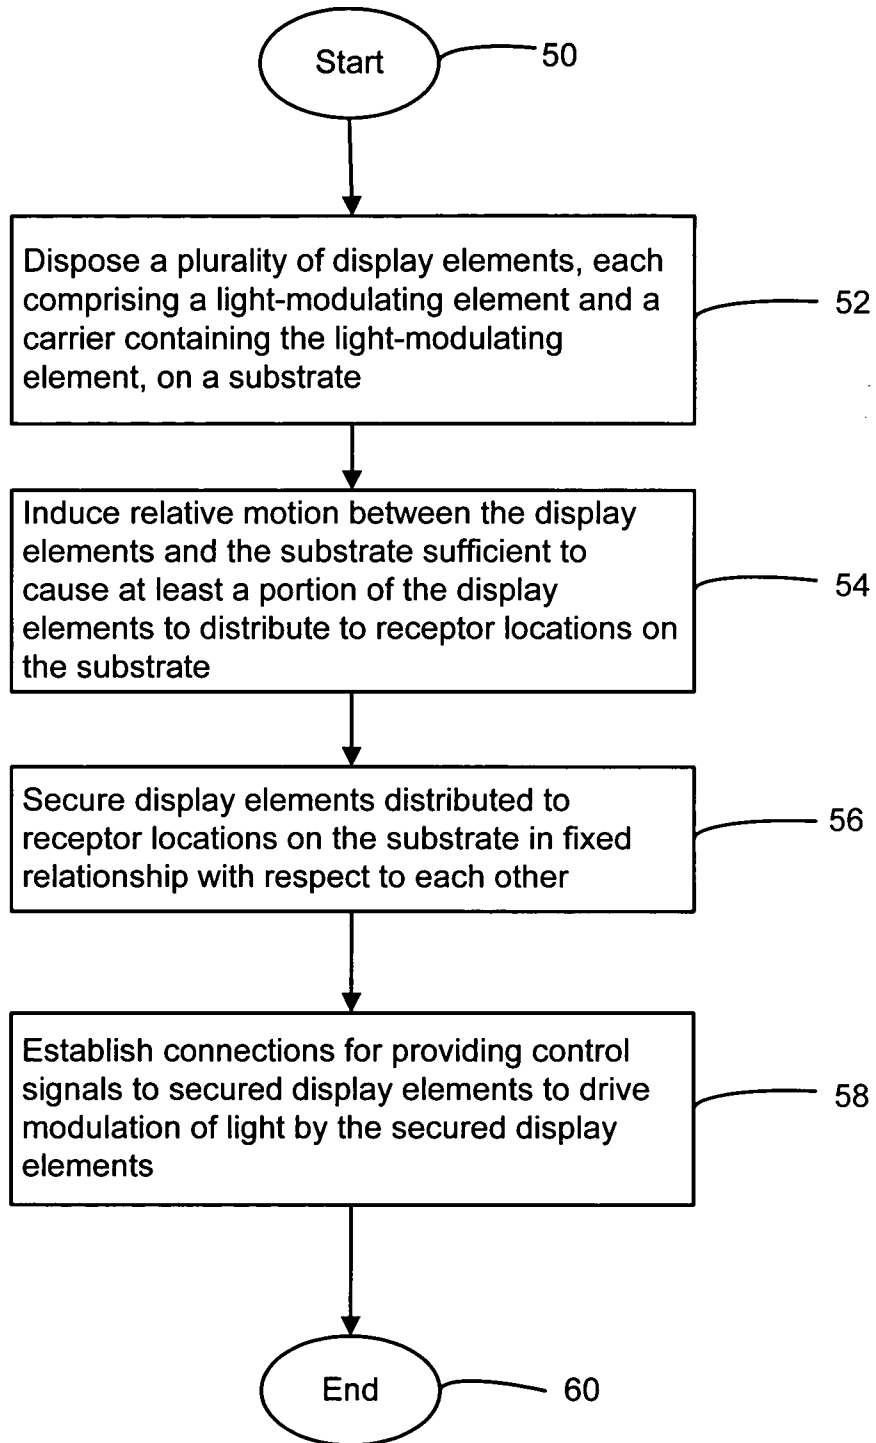 Start
50
Dispose a plurality of display elements, each
comprising a light-modulating element and a
carrier containing the light-modulating
element, on a substrate
52
Induce relative motion between the display
elements and the substrate sufficient to
cause at least a portion of the display
elements to distribute to receptor locations on
the substrate
54
Secure display elements distributed to
receptor locations on the substrate in fixed
relationship with respect to each other
56
Establish connections for providing control
signals to secured display elements to drive
modulation of light by the secured display
elements
58
End
60